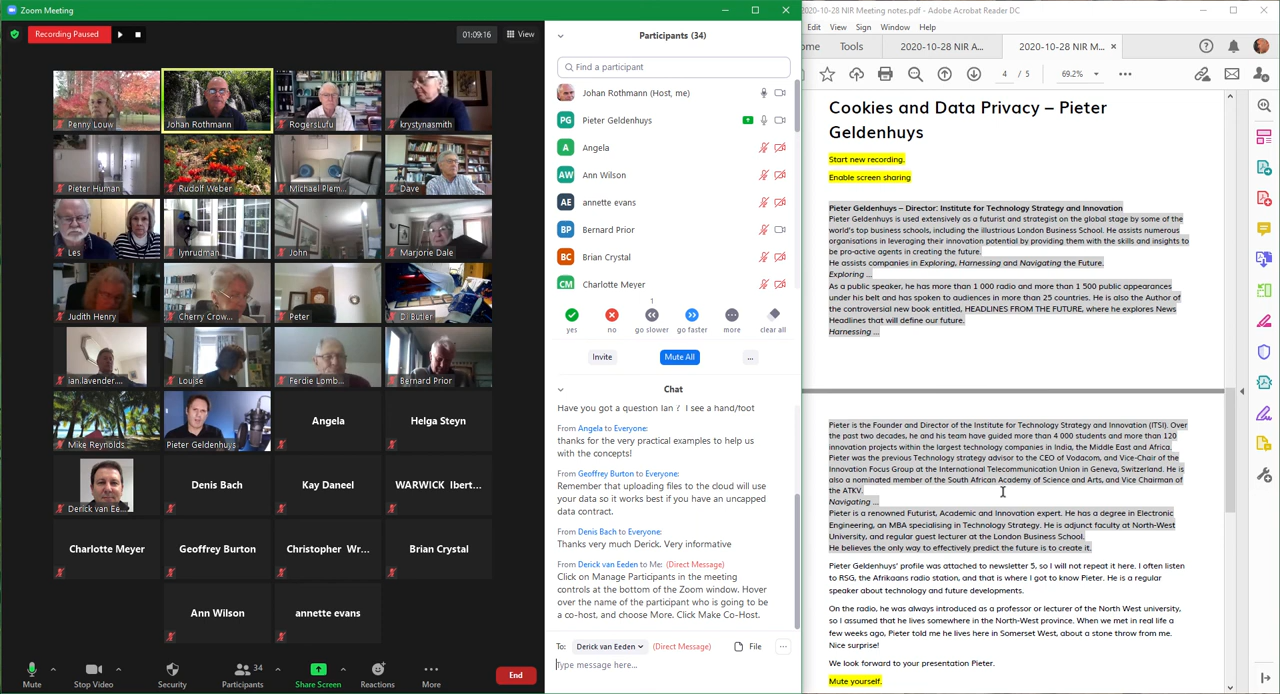 Zoom Meeting
Recording Paused
01:09:16
View
Penny Louw
Johan Rothmann
RogersLufu
krystynasmith
Pieter Human
Rudolf Weber
Michael Plem...
Dave
Les
lynrudman
John
Marjorie Dale
Judith Henry
Cherry Crow...
Peter
Di Butler
ian.lavender....
Louise
Ferdie Lomb...
Bernard Prior
Mike Reynolds
Pieter Geldenhuys
Angela
Helga Steyn
Derick van Ee...
Denis Bach
Kay Daneel
WARWICK Ibert...
Charlotte Meyer
Geoffrey Burton
Christopher Wr...
Brian Crystal
Ann Wilson
annette evans
Mute
Stop Video
Security
34
Participants
Share Screen
Reactions
More
End
Participants (34)
Find a participant
Johan Rothmann (Host, me)
PG Pieter Geldenhuys
A Angela
AW Ann Wilson
AE annette evans
BP Bernard Prior
BC Brian Crystal
CM Charlotte Meyer
1
yes
no
go slower
go faster
more
clear all
Invite
Mute All
...
Chat
Have you got a question Ian ? I see a hand/foot
From Angela to Everyone:
thanks for the very practical examples to help us
with the concepts!
From Geoffrey Burton to Everyone:
Remember that uploading files to the cloud will use
your data so it works best if you have an uncapped
data contract.
From Denis Bach to Everyone:
Thanks very much Derick. Very informative
From Derick van Eeden to Me: (Direct Message)
Click on Manage Participants in the meeting
controls at the bottom of the Zoom window. Hover
over the name of the participant who is going to be
a co-host, and choose More. Click Make Co-Host.
To: Derick van Eeden (Direct Message)
File
Type message here...
2020-10-28 NIR Meeting notes.pdf - Adobe Acrobat Reader DC
Edit View Sign Window Help
ome
Tools
2020-10-28 NIR A...
2020-10-28 NIR M...
4 / 5
69.2%
Cookies and Data Privacy – Pieter
Geldenhuys
Start new recording.
Enable screen sharing
Pieter Geldenhuys – Director: Institute for Technology Strategy and Innovation
Pieter Geldenhuys is used extensively as a futurist and strategist on the global stage by some of the
world's top business schools, including the illustrious London Business School. He assists numerous
organisations in leveraging their innovation potential by providing them with the skills and insights to
be pro-active agents in creating the future.
He assists companies in Exploring, Harnessing and Navigating the Future.
Exploring ...
As a public speaker, he has more than 1 000 radio and more than 1 500 public appearances
under his belt and has spoken to audiences in more than 25 countries. He is also the Author of
the controversial new book entitled, HEADLINES FROM THE FUTURE, where he explores News
Headlines that will define our future.
Harnessing ...
Pieter is the Founder and Director of the Institute for Technology Strategy and Innovation (ITSI). Over
the past two decades, he and his team have guided more than 4 000 students and more than 120
innovation projects within the largest technology companies in India, the Middle East and Africa.
Pieter was the previous Technology strategy advisor to the CEO of Vodacom, and Vice-Chair of the
Innovation Focus Group at the International Telecommunication Union in Geneva, Switzerland. He is
also a nominated member of the South African Academy of Science and Arts, and Vice Chairman of
the ATKV.
Navigating ...
Pieter is a renowned Futurist, Academic and Innovation expert. He has a degree in Electronic
Engineering, an MBA specialising in Technology Strategy. He is adjunct faculty at North-West
University, and regular guest lecturer at the London Business School.
He believes the only way to effectively predict the future is to create it.
Pieter Geldenhuys' profile was attached to newsletter 5, so I will not repeat it here. I often listen
to RSG, the Afrikaans radio station, and that is where I got to know Pieter. He is a regular
speaker about technology and future developments.
On the radio, he was always introduced as a professor or lecturer of the North West university,
so I assumed that he lives somewhere in the North-West province. When we met in real life a
few weeks ago, Pieter told me he lives here in Somerset West, about a stone throw from me.
Nice surprise!
We look forward to your presentation Pieter.
Mute yourself.